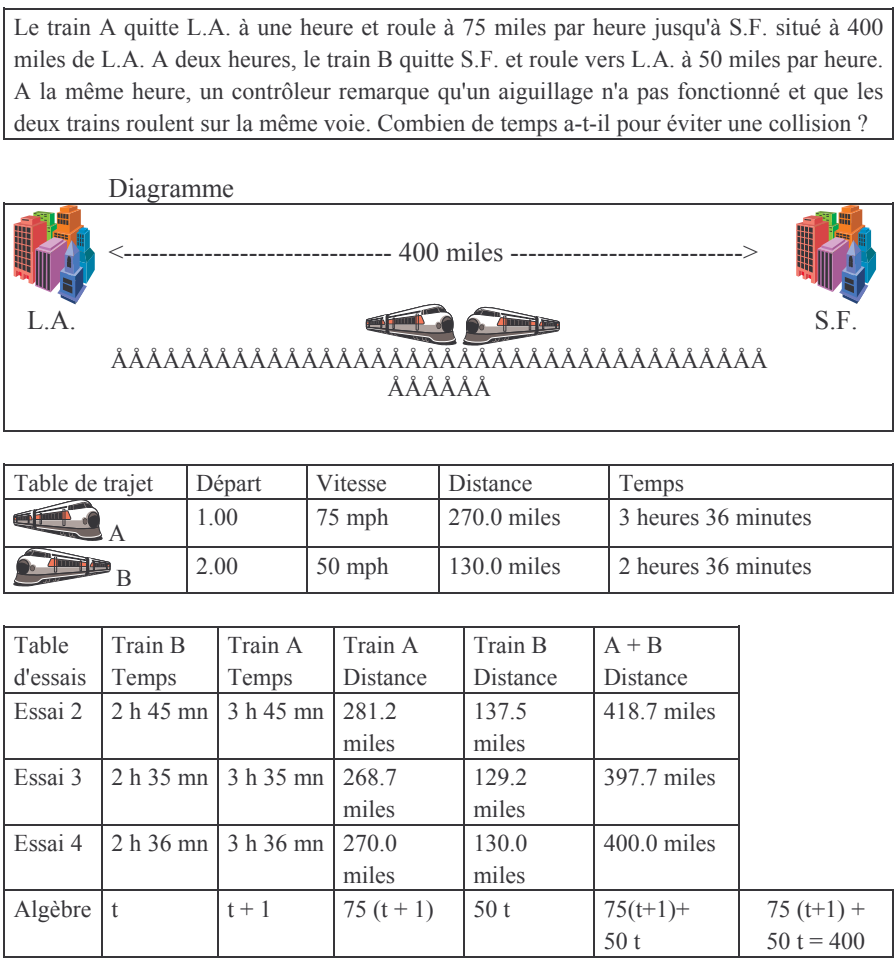 Le train A quitte L.A. à une heure et roule à 75 miles par heure jusqu'à S.F. situé à 400
miles de L.A. A deux heures, le train B quitte S.F. et roule vers L.A. à 50 miles par heure.
A la même heure, un contrôleur remarque qu'un aiguillage n'a pas fonctionné et que les
deux trains roulent sur la même voie. Combien de temps a-t-il pour éviter une collision ?
Diagramme
<----------------------------- 400 miles ------------------------->
L.A. S.F.
ÅÅÅÅÅÅÅÅÅÅÅÅÅÅÅÅÅÅÅÅÅÅÅÅÅÅÅÅÅÅÅÅÅÅÅÅÅÅ
ÅÅÅÅÅÅ
Table de trajet Départ Vitesse Distance Temps
A 1.00 75 mph 270.0 miles 3 heures 36 minutes
B 2.00 50 mph 130.0 miles 2 heures 36 minutes
Table Train B Train A Train A Train B A + B
d'essais Temps Temps Distance Distance Distance
Essai 2 2 h 45 mn 3 h 45 mn 281.2 137.5 418.7 miles
miles miles
Essai 3 2 h 35 mn 3 h 35 mn 268.7 129.2 397.7 miles
miles miles
Essai 4 2 h 36 mn 3 h 36 mn 270.0 130.0 400.0 miles
miles miles
Algèbre t t + 1 75 (t + 1) 50 t 75(t+1)+ 75 (t+1) +
50 t 50 t = 400